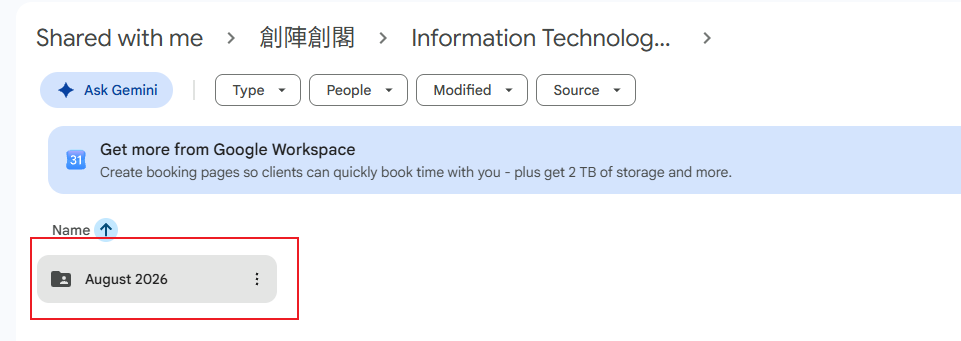 Shared with me > 創陣創閣 > Information Technolog... >
Ask Gemini Type People Modified Source
31 Get more from Google Workspace
Create booking pages so clients can quickly book time with you - plus get 2 TB of storage and more.
Name
August 2026